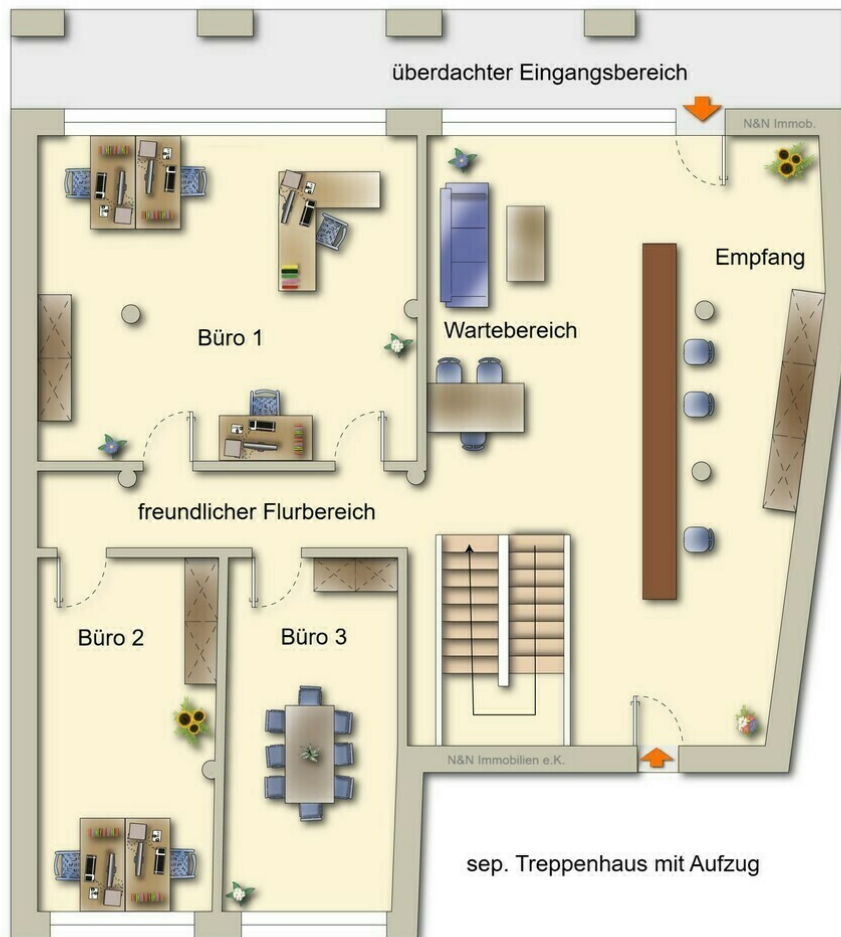 überdachter Eingangsbereich
N&N Immob.
Empfang
Wartebereich
Büro 1
freundlicher Flurbereich
Büro 2
Büro 3
N&N Immobilien e.K.
sep. Treppenhaus mit Aufzug